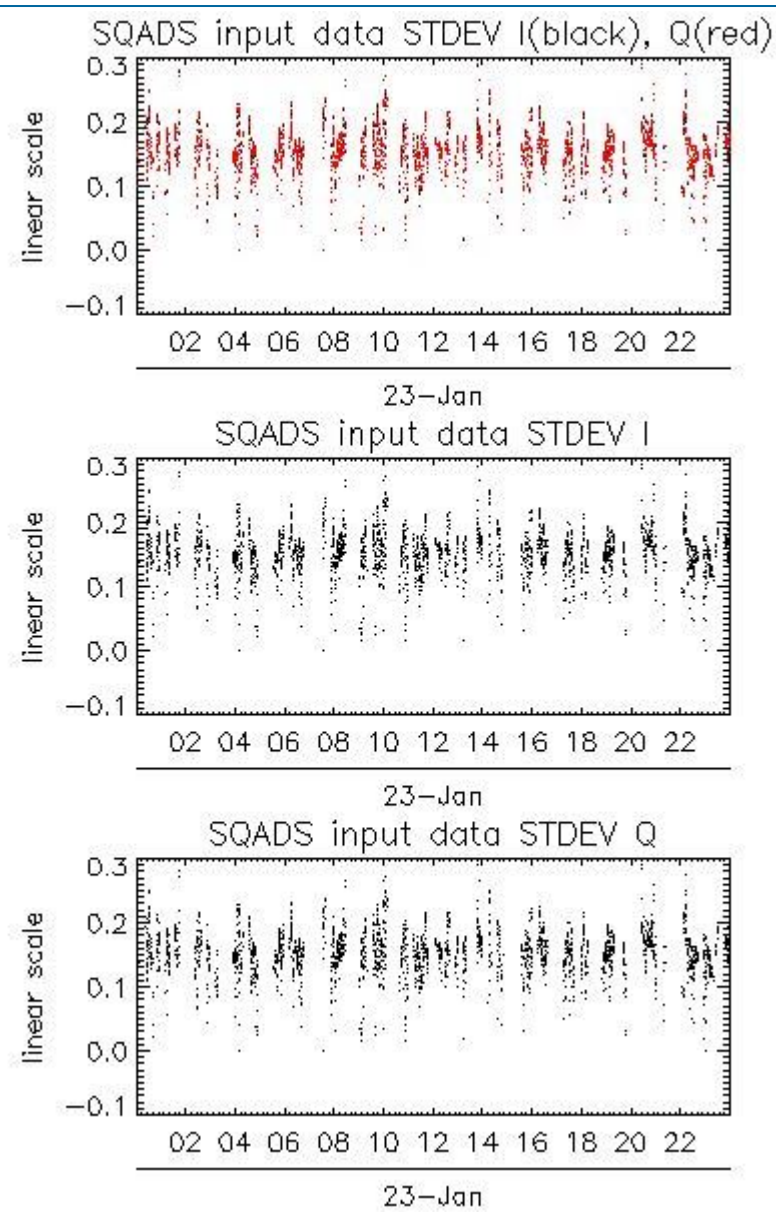 SQADS input data STDEV I(black), Q(red)
0.3
0.2
0.1
0.0
−0.1
linear scale
02 04 06 08 10 12 14 16 18 20 22
23−Jan
SQADS input data STDEV I
0.3
0.2
0.1
0.0
−0.1
linear scale
02 04 06 08 10 12 14 16 18 20 22
23−Jan
SQADS input data STDEV Q
0.3
0.2
0.1
0.0
−0.1
linear scale
02 04 06 08 10 12 14 16 18 20 22
23−Jan